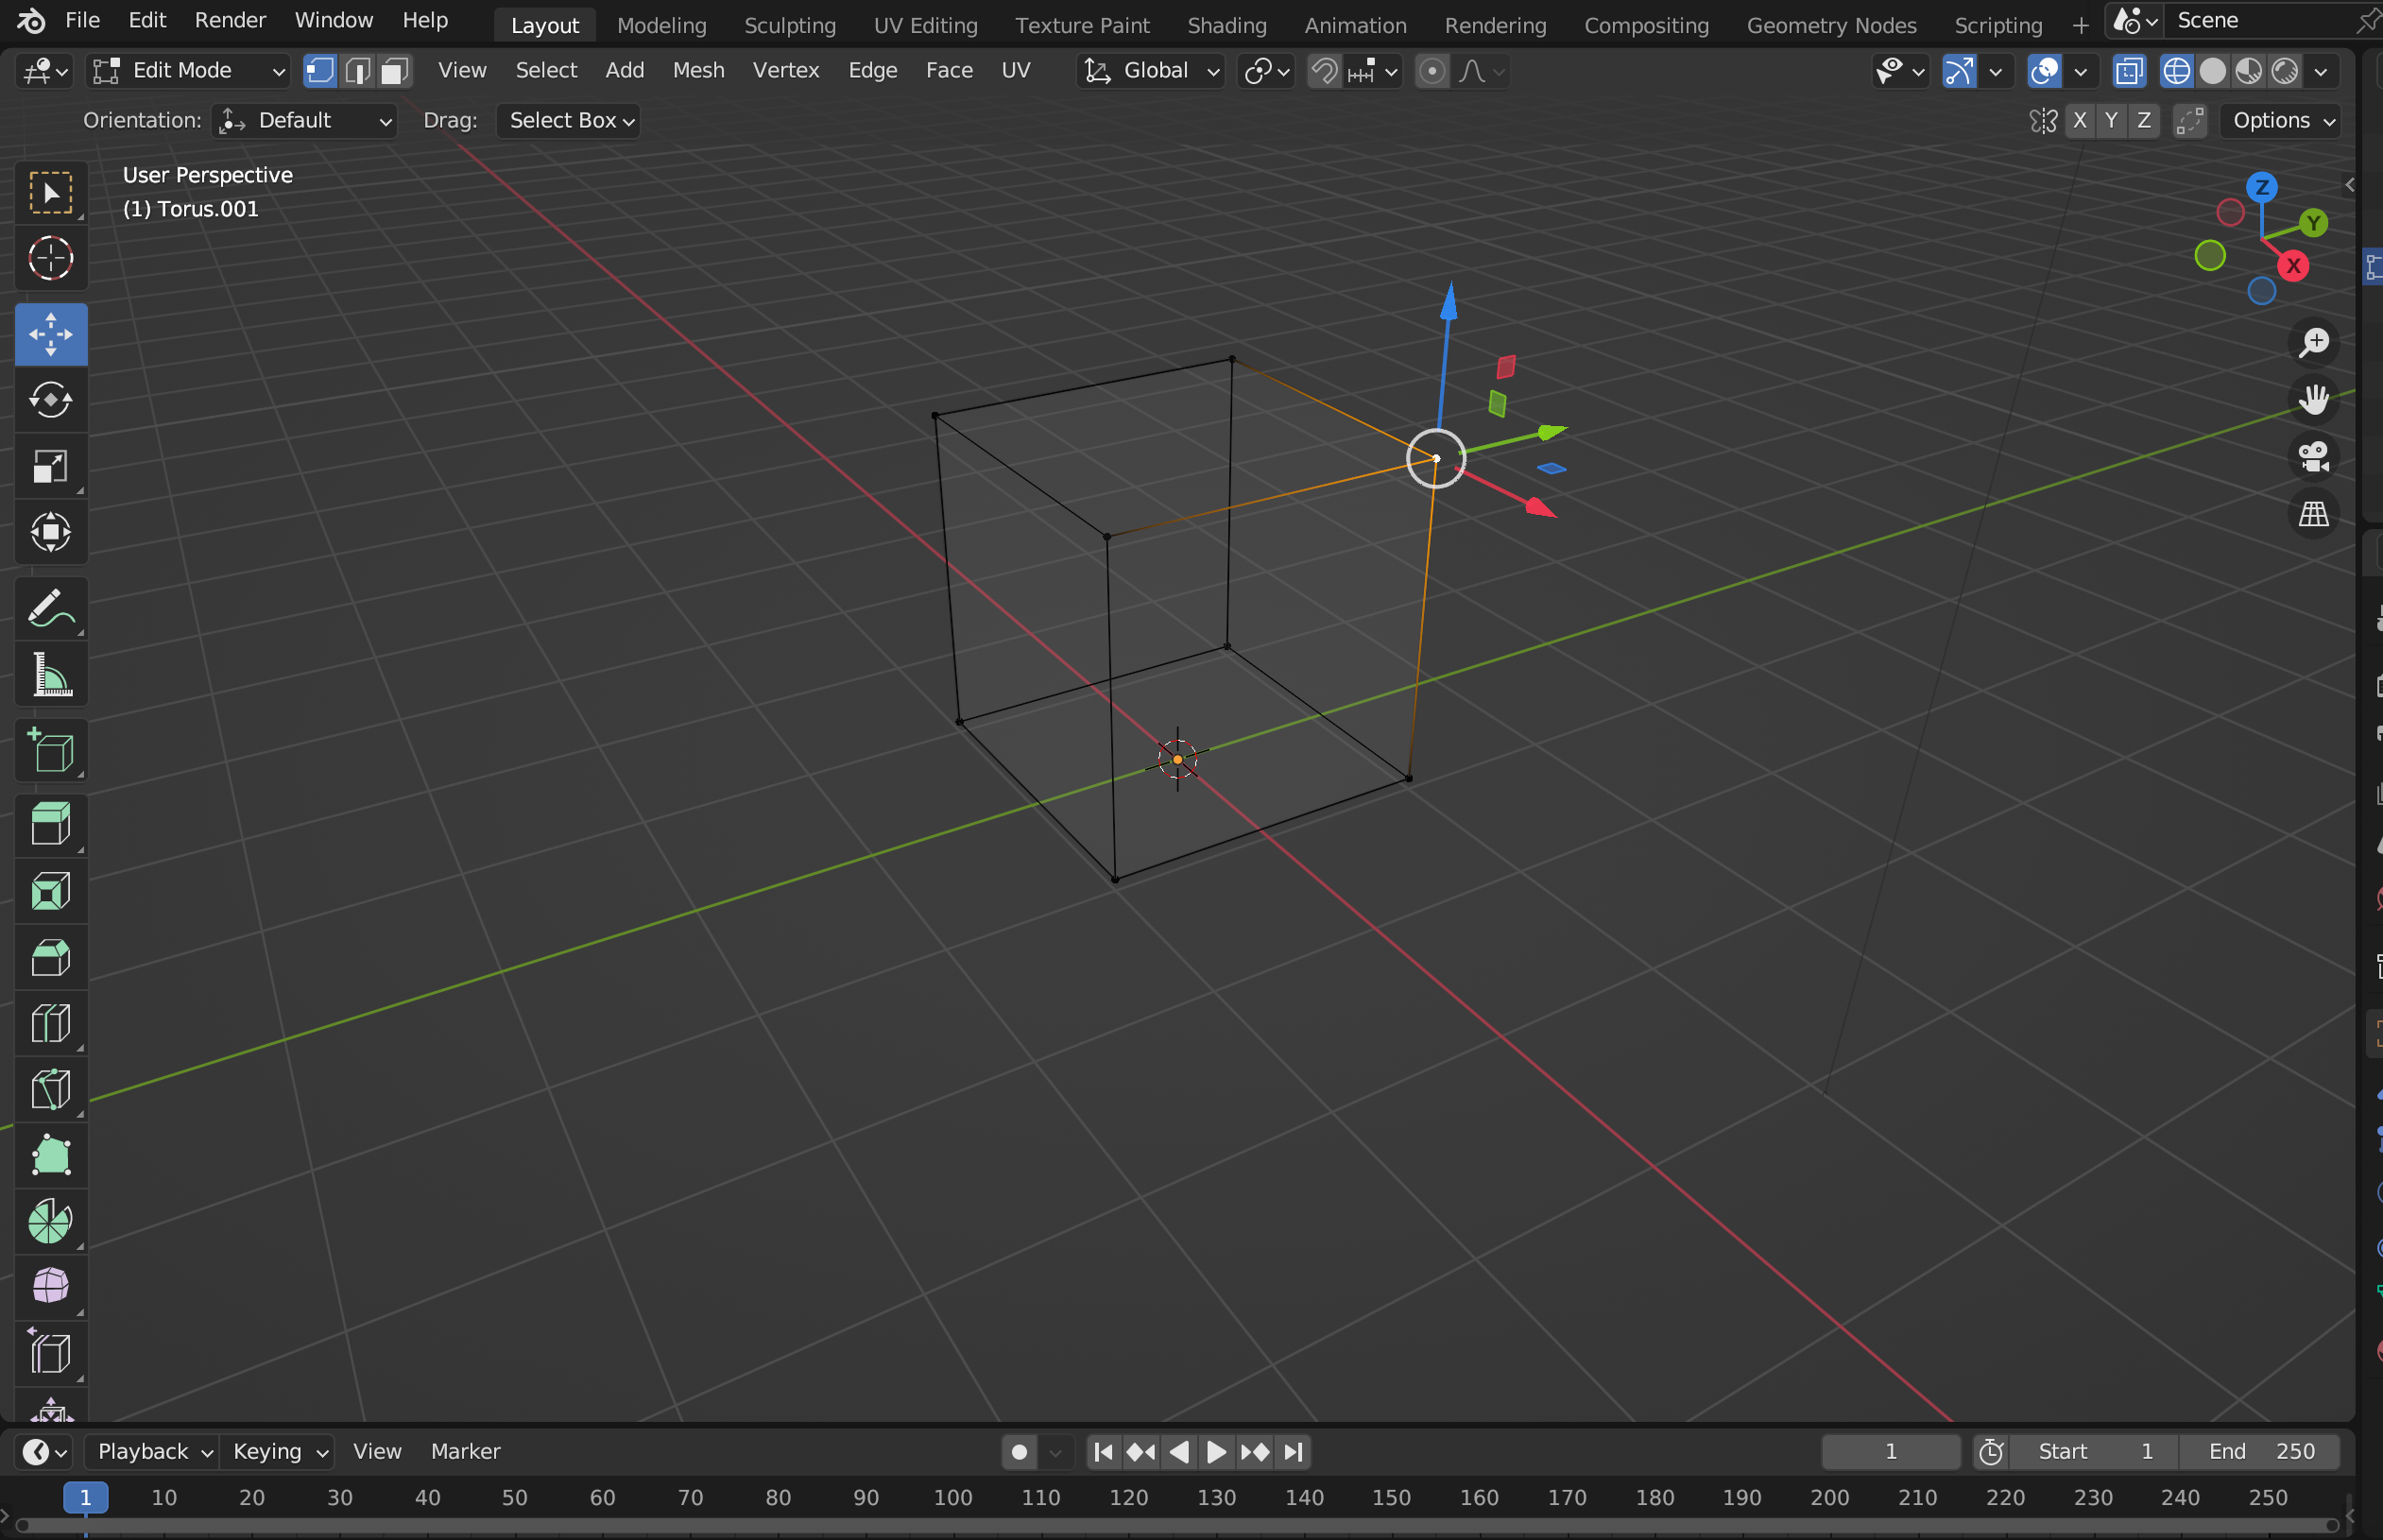 File Edit Render Window Help Layout Modeling Sculpting UV Editing Texture Paint Shading Animation Rendering Compositing Geometry Nodes Scripting + Scene
Edit Mode View Select Add Mesh Vertex Edge Face UV Global
Orientation: Default Drag: Select Box X Y Z Options
User Perspective
(1) Torus.001
Z
Y
X
Playback Keying View Marker 1 Start 1 End 250
1 10 20 30 40 50 60 70 80 90 100 110 120 130 140 150 160 170 180 190 200 210 220 230 240 250